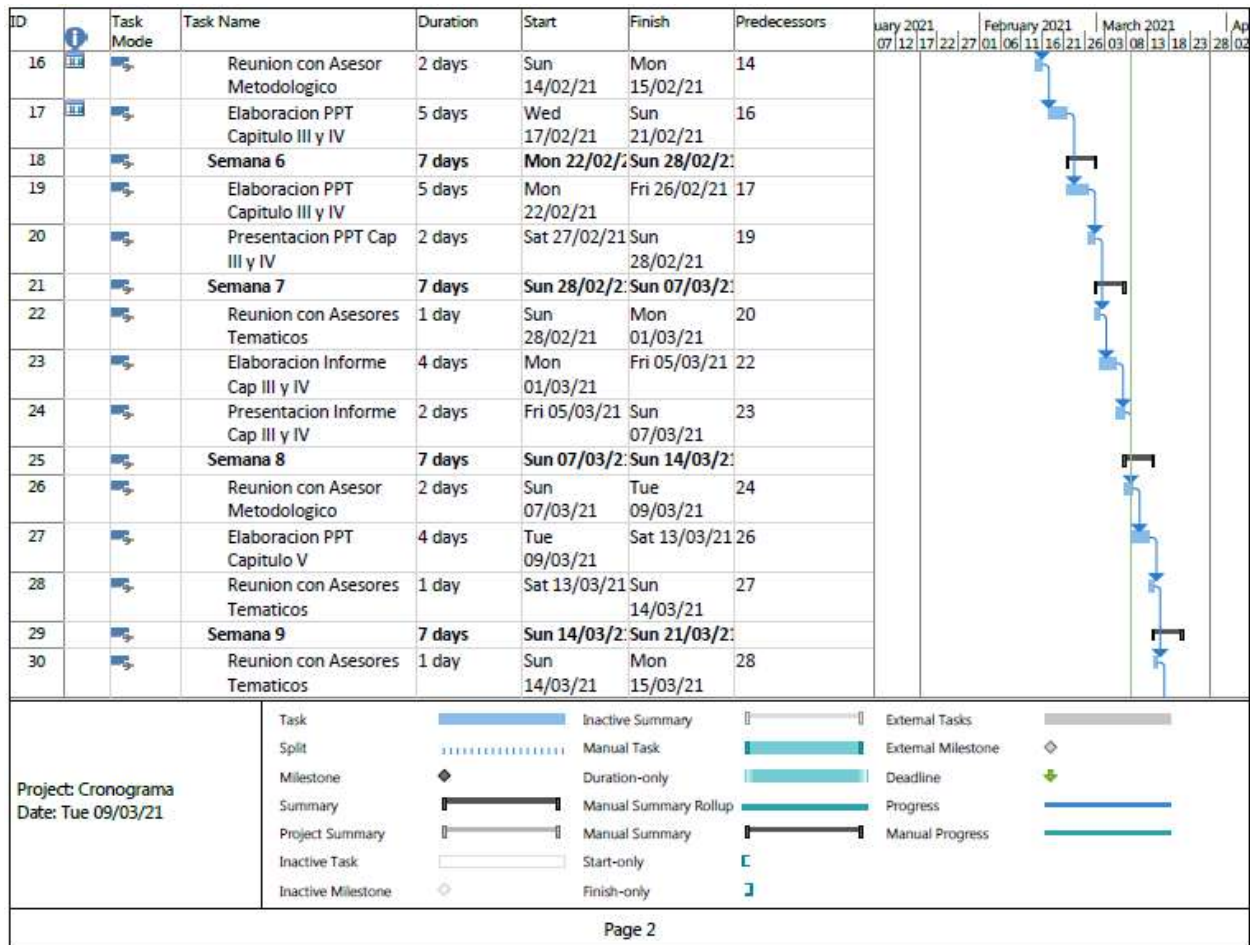 ID Task Mode Task Name Duration Start Finish Predecessors
uary 2021 February 2021 March 2021 Ap
07 12 17 22 27 01 06 11 16 21 26 03 08 13 18 23 28 02
16 Reunion con Asesor Metodologico 2 days Sun 14/02/21 Mon 15/02/21 14
17 Elaboracion PPT Capitulo III y IV 5 days Wed 17/02/21 Sun 21/02/21 16
18 Semana 6 7 days Mon 22/02/2 Sun 28/02/21
19 Elaboracion PPT Capitulo III y IV 5 days Mon 22/02/21 Fri 26/02/21 17
20 Presentacion PPT Cap III y IV 2 days Sat 27/02/21 Sun 28/02/21 19
21 Semana 7 7 days Sun 28/02/2 Sun 07/03/21
22 Reunion con Asesores Tematicos 1 day Sun 28/02/21 Mon 01/03/21 20
23 Elaboracion Informe Cap III y IV 4 days Mon 01/03/21 Fri 05/03/21 22
24 Presentacion Informe Cap III y IV 2 days Fri 05/03/21 Sun 07/03/21 23
25 Semana 8 7 days Sun 07/03/2 Sun 14/03/21
26 Reunion con Asesor Metodologico 2 days Sun 07/03/21 Tue 09/03/21 24
27 Elaboracion PPT Capitulo V 4 days Tue 09/03/21 Sat 13/03/21 26
28 Reunion con Asesores Tematicos 1 day Sat 13/03/21 Sun 14/03/21 27
29 Semana 9 7 days Sun 14/03/2 Sun 21/03/21
30 Reunion con Asesores Tematicos 1 day Sun 14/03/21 Mon 15/03/21 28
Project: Cronograma
Date: Tue 09/03/21
Task Inactive Summary External Tasks
Split Manual Task External Milestone
Milestone Duration-only Deadline
Summary Manual Summary Rollup Progress
Project Summary Manual Summary Manual Progress
Inactive Task Start-only
Inactive Milestone Finish-only
Page 2